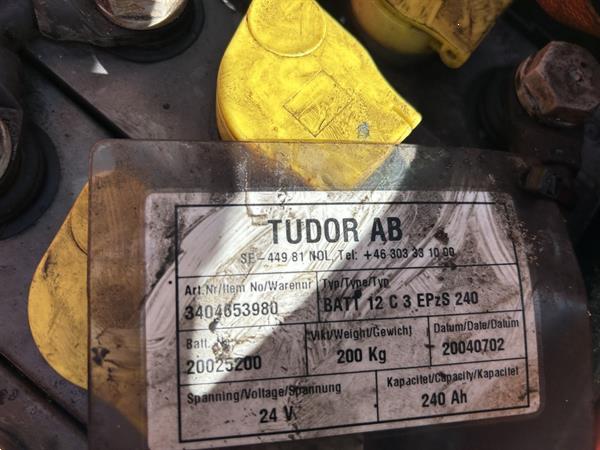 TUDOR AB
SE-449 81 NOL, Tel: +46 303 33 10 00
Art.Nr/Item No/Warennr Typ/Type/Typ
3404653980 BATT 12 C 3 EPzS 240
Batt. Nr. Vikt/Weight/Gewicht Datum/Date/Datum
20025200 200 Kg 20040702
Spänning/Voltage/Spannung Kapacitet/Capacity/Kapacitet
24 V 240 Ah